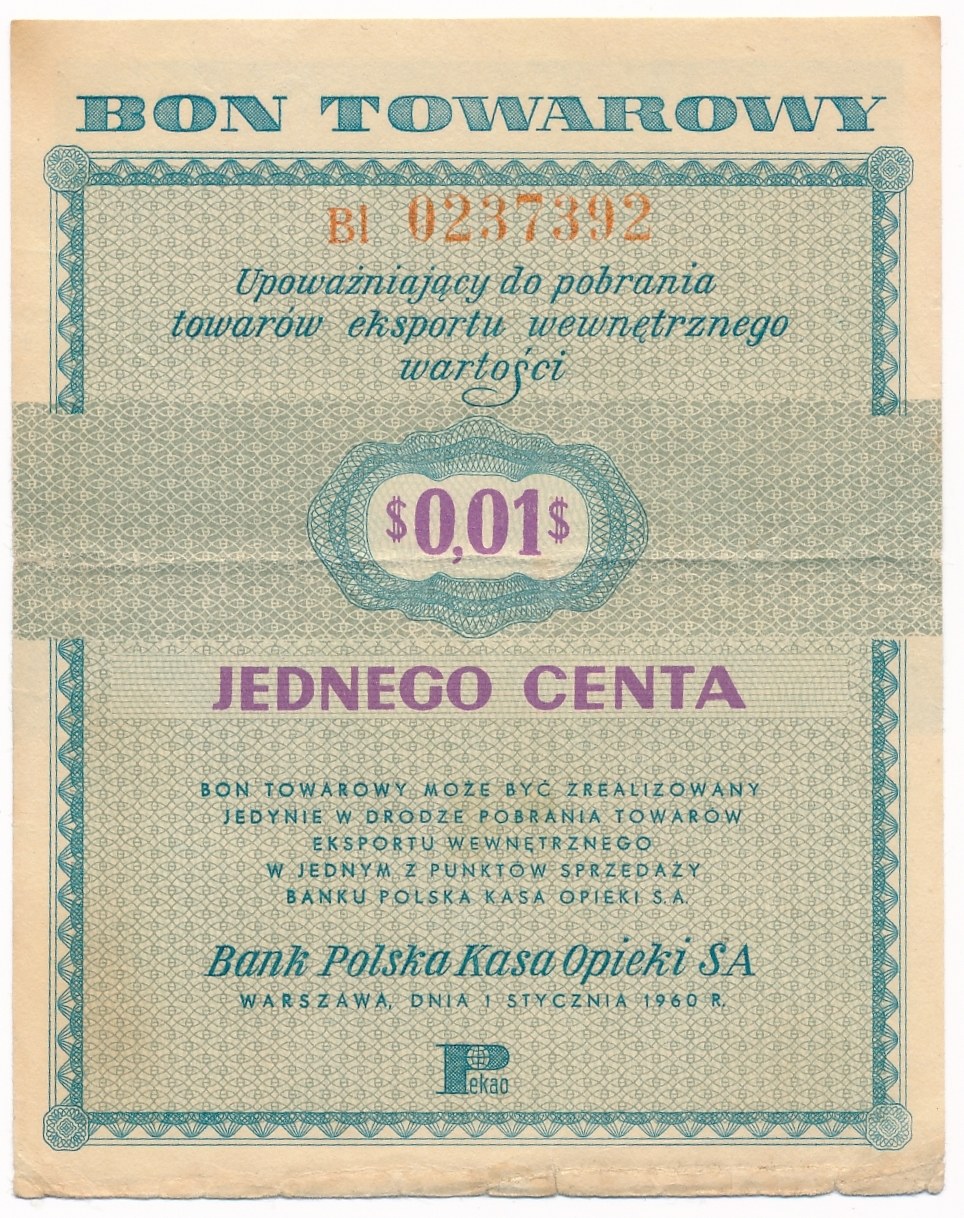 BON TOWAROWY
Bl 0237392
Upoważniający do pobrania
towarów eksportu wewnętrznego
wartości
$0,01$
JEDNEGO CENTA
BON TOWAROWY MOŻE BYĆ ZREALIZOWANY
JEDYNIE W DRODZE POBRANIA TOWARÓW
EKSPORTU WEWNĘTRZNEGO
W JEDNYM Z PUNKTÓW SPRZEDAŻY
BANKU POLSKA KASA OPIEKI S.A.
Bank Polska Kasa Opieki SA
WARSZAWA, DNIA 1 STYCZNIA 1960 R.
Pekao